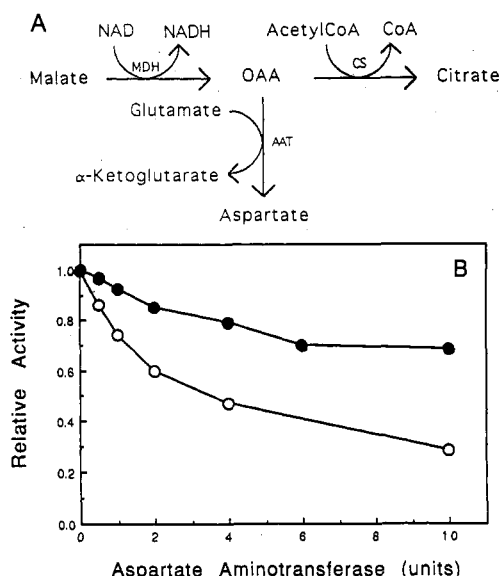 A
NAD NADH AcetylCoA CoA
MDH CS
Malate OAA Citrate
Glutamate
AAT
α-Ketoglutarate
Aspartate
B
1.0
0.8
0.6
0.4
0.2
0.0
Relative Activity
0 2 4 6 8 10
Aspartate Aminotransferase (units)